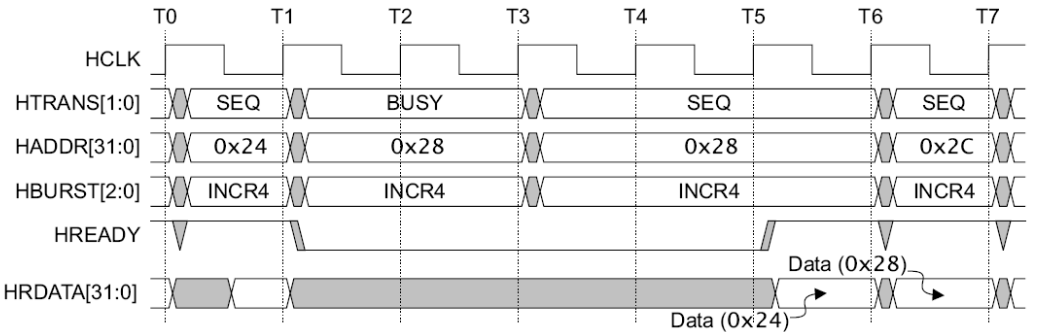 T0 T1 T2 T3 T4 T5 T6 T7
HCLK
HTRANS[1:0] SEQ BUSY SEQ SEQ
HADDR[31:0] 0x24 0x28 0x28 0x2C
HBURST[2:0] INCR4 INCR4 INCR4 INCR4
HREADY
Data (0x28)
HRDATA[31:0]
Data (0x24)